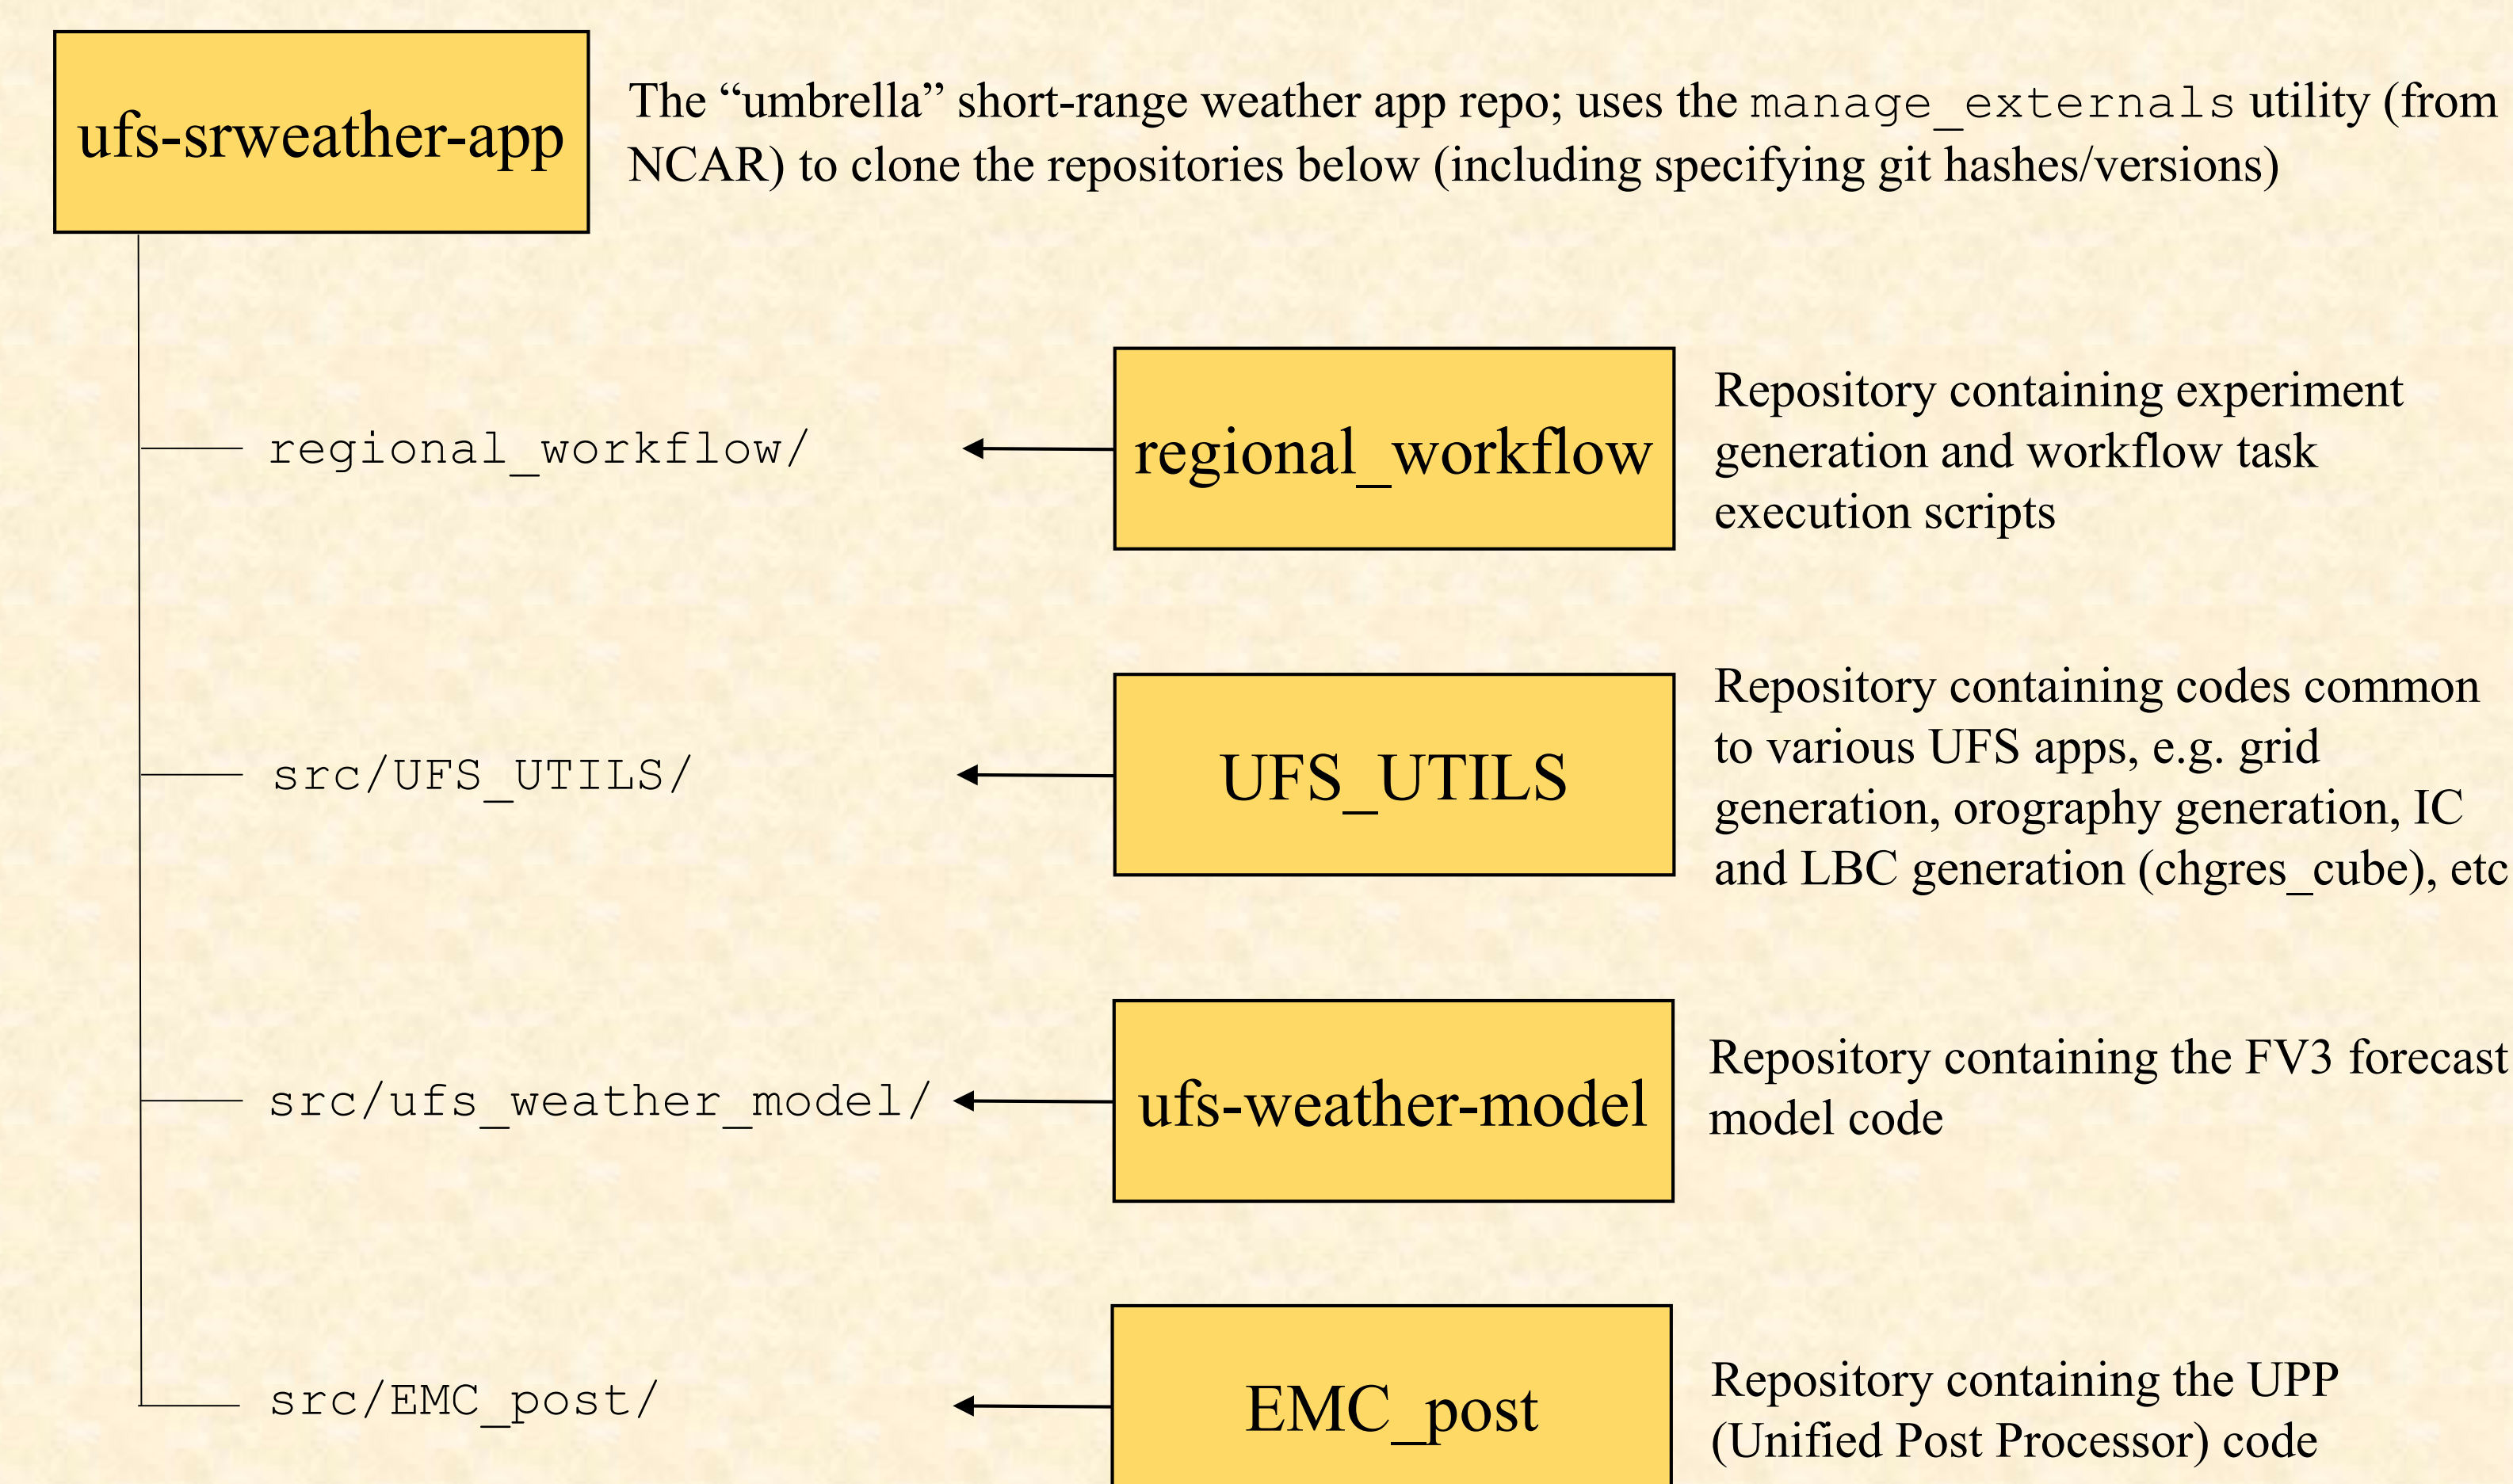 ufs-srweather-app
The “umbrella” short-range weather app repo; uses the manage_externals utility (from
NCAR) to clone the repositories below (including specifying git hashes/versions)
regional_workflow/
regional_workflow
Repository containing experiment
generation and workflow task
execution scripts
src/UFS_UTILS/
UFS_UTILS
Repository containing codes common
to various UFS apps, e.g. grid
generation, orography generation, IC
and LBC generation (chgres_cube), etc
src/ufs_weather_model/
ufs-weather-model
Repository containing the FV3 forecast
model code
src/EMC_post/
EMC_post
Repository containing the UPP
(Unified Post Processor) code